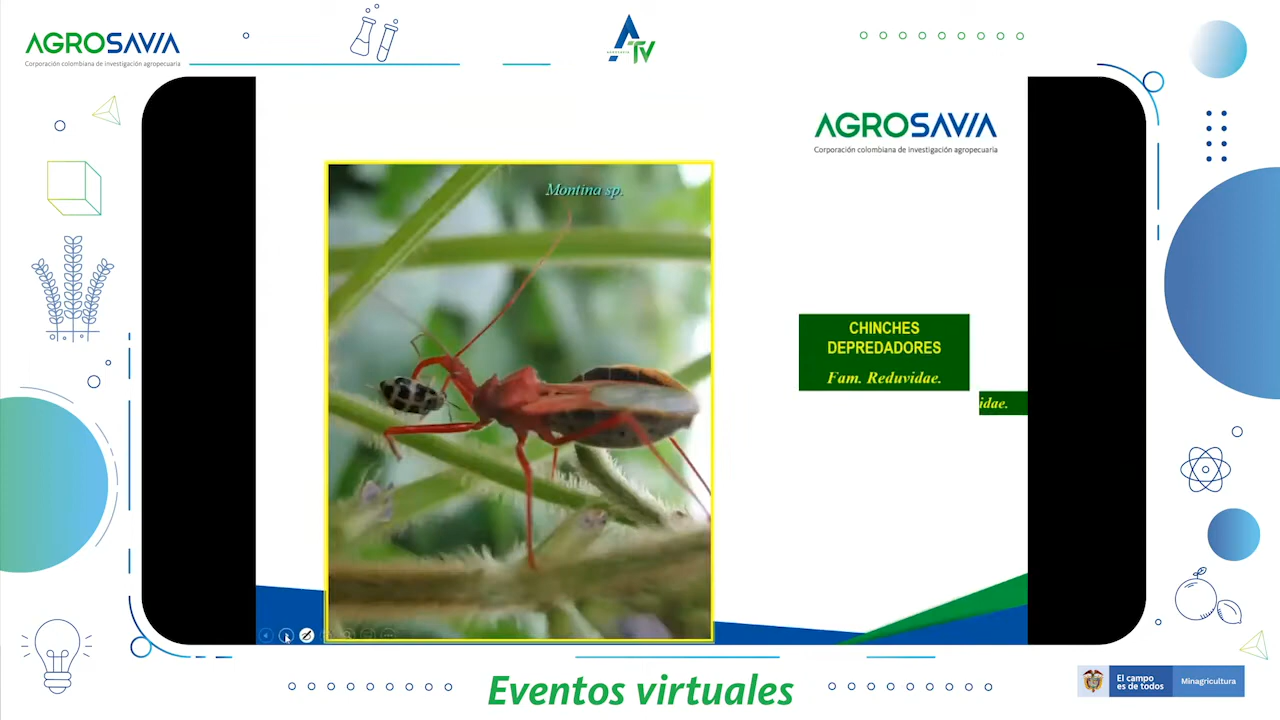 AGROSAVIA
Corporación colombiana de investigación agropecuaria
TV
AGROSAVIA
Corporación colombiana de investigación agropecuaria
Montina sp.
CHINCHES
DEPREDADORES
Fam. Reduvidae.
idae.
Eventos virtuales
El campo
es de todos
Minagricultura